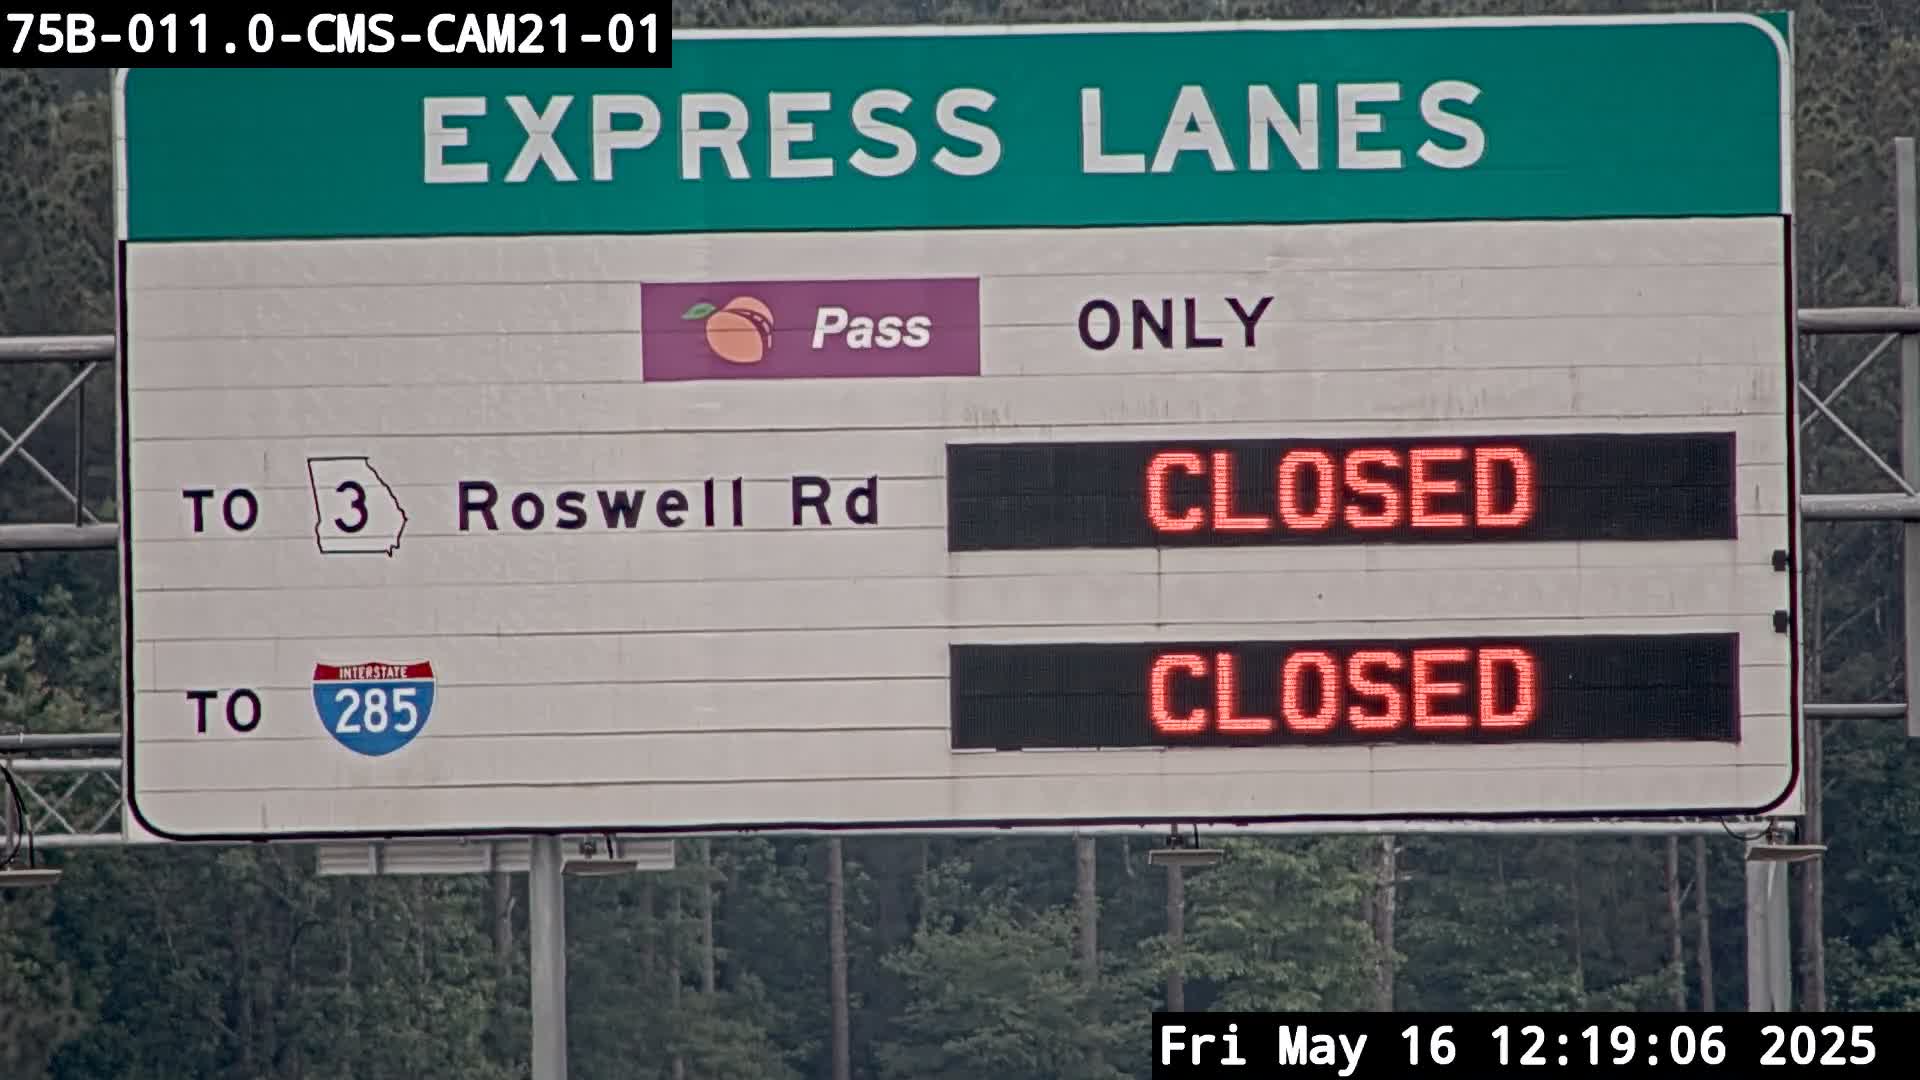 75B-011.0-CMS-CAM21-01
EXPRESS LANES
Pass ONLY
TO 3 Roswell Rd CLOSED
INTERSTATE
TO 285 CLOSED
Fri May 16 12:19:06 2025